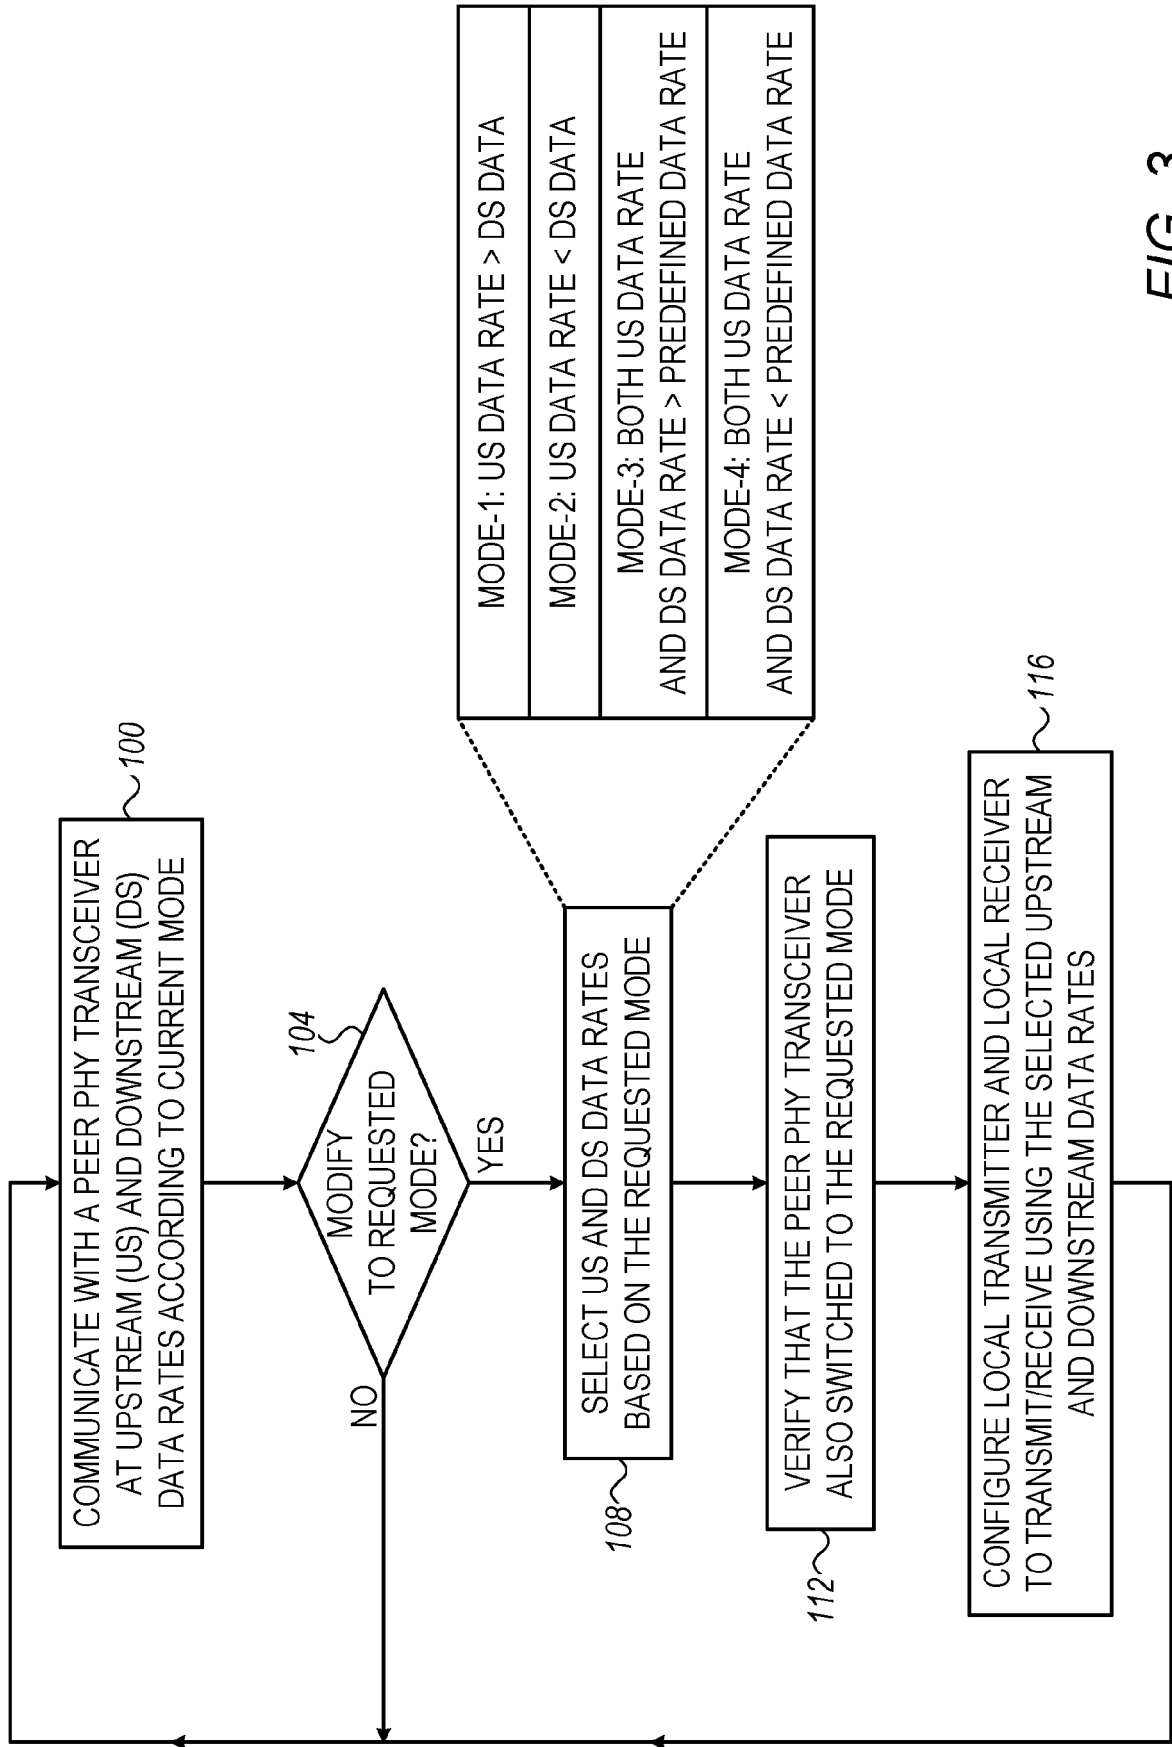 COMMUNICATE WITH A PEER PHY TRANSCEIVER
AT UPSTREAM (US) AND DOWNSTREAM (DS)
DATA RATES ACCORDING TO CURRENT MODE
100
MODIFY
TO REQUESTED
MODE?
104
NO
YES
SELECT US AND DS DATA RATES
BASED ON THE REQUESTED MODE
108
MODE-1: US DATA RATE > DS DATA
MODE-2: US DATA RATE < DS DATA
MODE-3: BOTH US DATA RATE
AND DS DATA RATE > PREDEFINED DATA RATE
MODE-4: BOTH US DATA RATE
AND DS DATA RATE < PREDEFINED DATA RATE
VERIFY THAT THE PEER PHY TRANSCEIVER
ALSO SWITCHED TO THE REQUESTED MODE
112
CONFIGURE LOCAL TRANSMITTER AND LOCAL RECEIVER
TO TRANSMIT/RECEIVE USING THE SELECTED UPSTREAM
AND DOWNSTREAM DATA RATES
116
FIG. 3